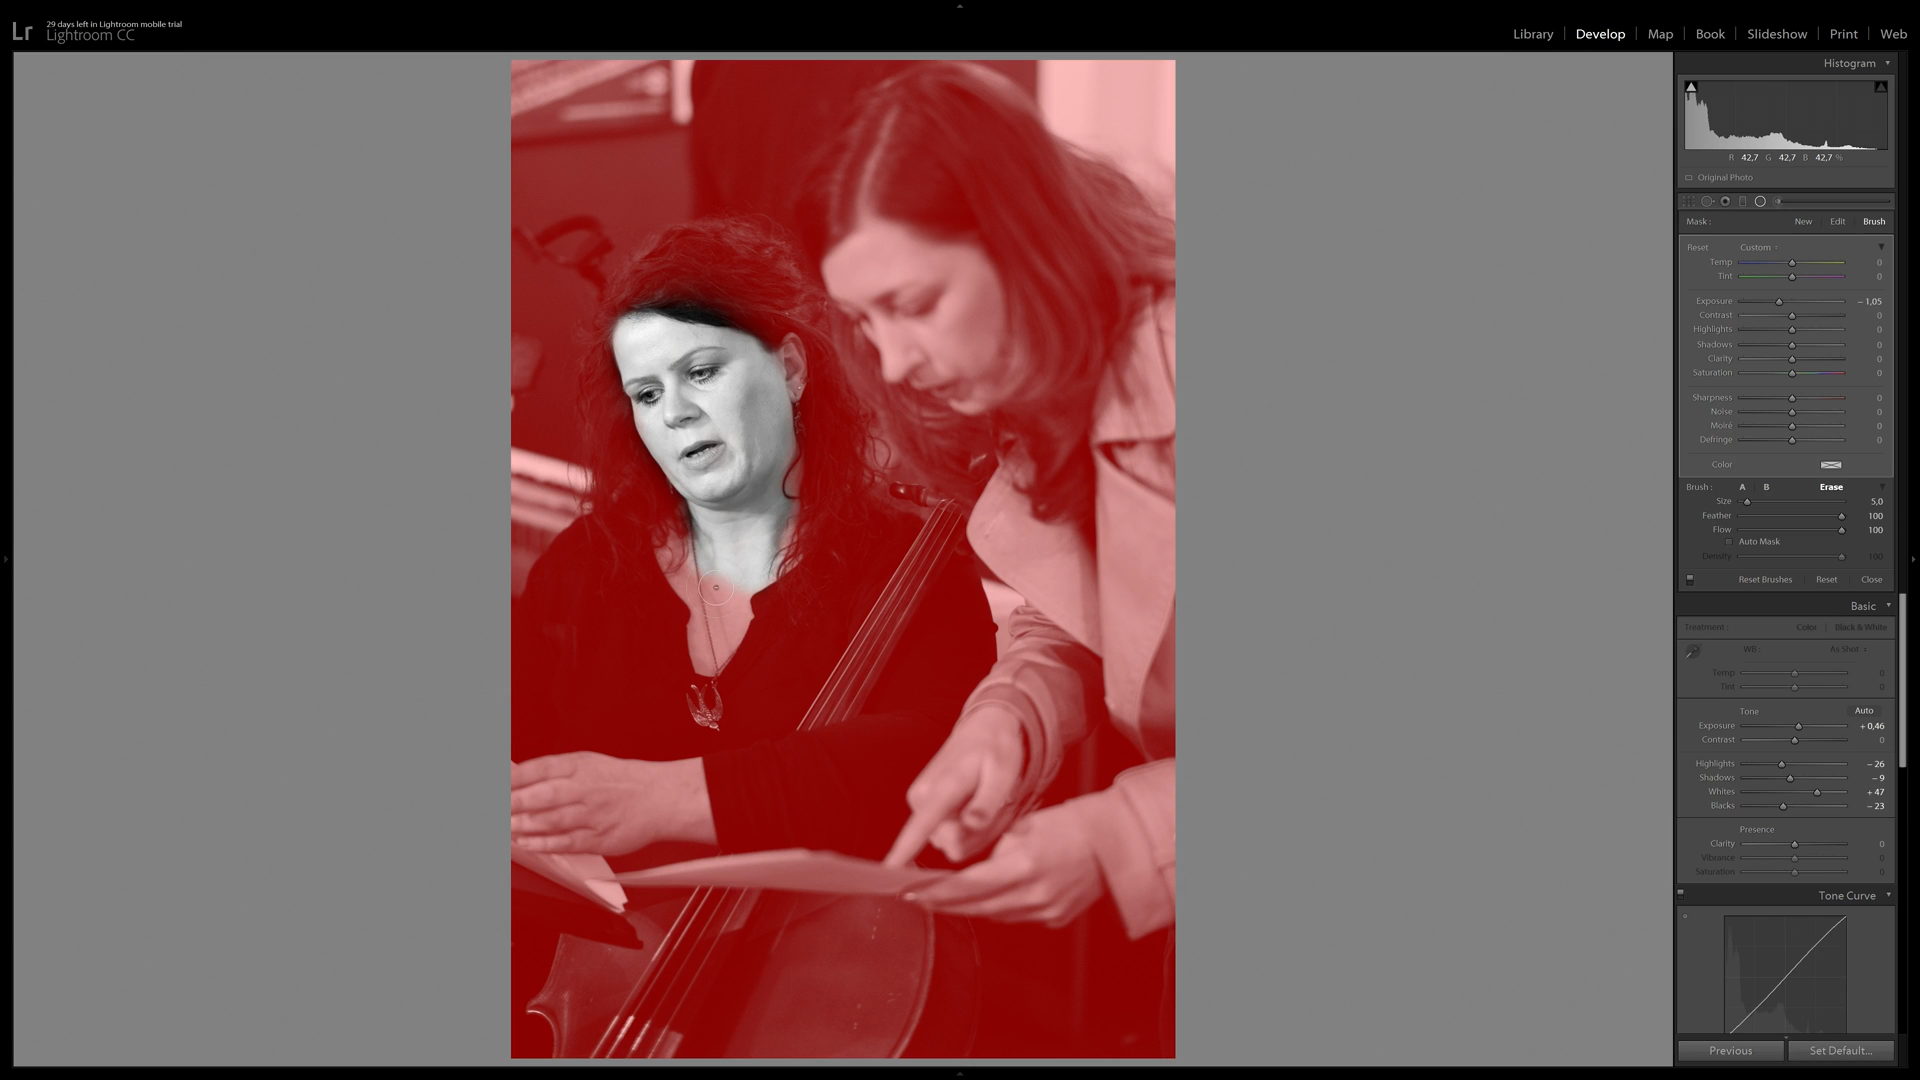 29 days left in Lightroom mobile trial
Lr Lightroom CC
Library Develop Map Book Slideshow Print Web
Histogram
R 42,7 G 42,7 B 42,7 %
Original Photo
Mask : New Edit Brush
Reset Custom
Temp 0
Tint 0
Exposure – 1,05
Contrast 0
Highlights 0
Shadows 0
Clarity 0
Saturation 0
Sharpness 0
Noise 0
Moiré 0
Defringe 0
Color
Brush : A B Erase
Size 5,0
Feather 100
Flow 100
Auto Mask
Density 100
Reset Brushes Reset Close
Basic
Treatment : Color Black & White
WB : As Shot
Temp 0
Tint 0
Tone Auto
Exposure + 0,46
Contrast 0
Highlights – 26
Shadows – 9
Whites + 47
Blacks – 23
Presence
Clarity 0
Vibrance 0
Saturation 0
Tone Curve
Previous Set Default...